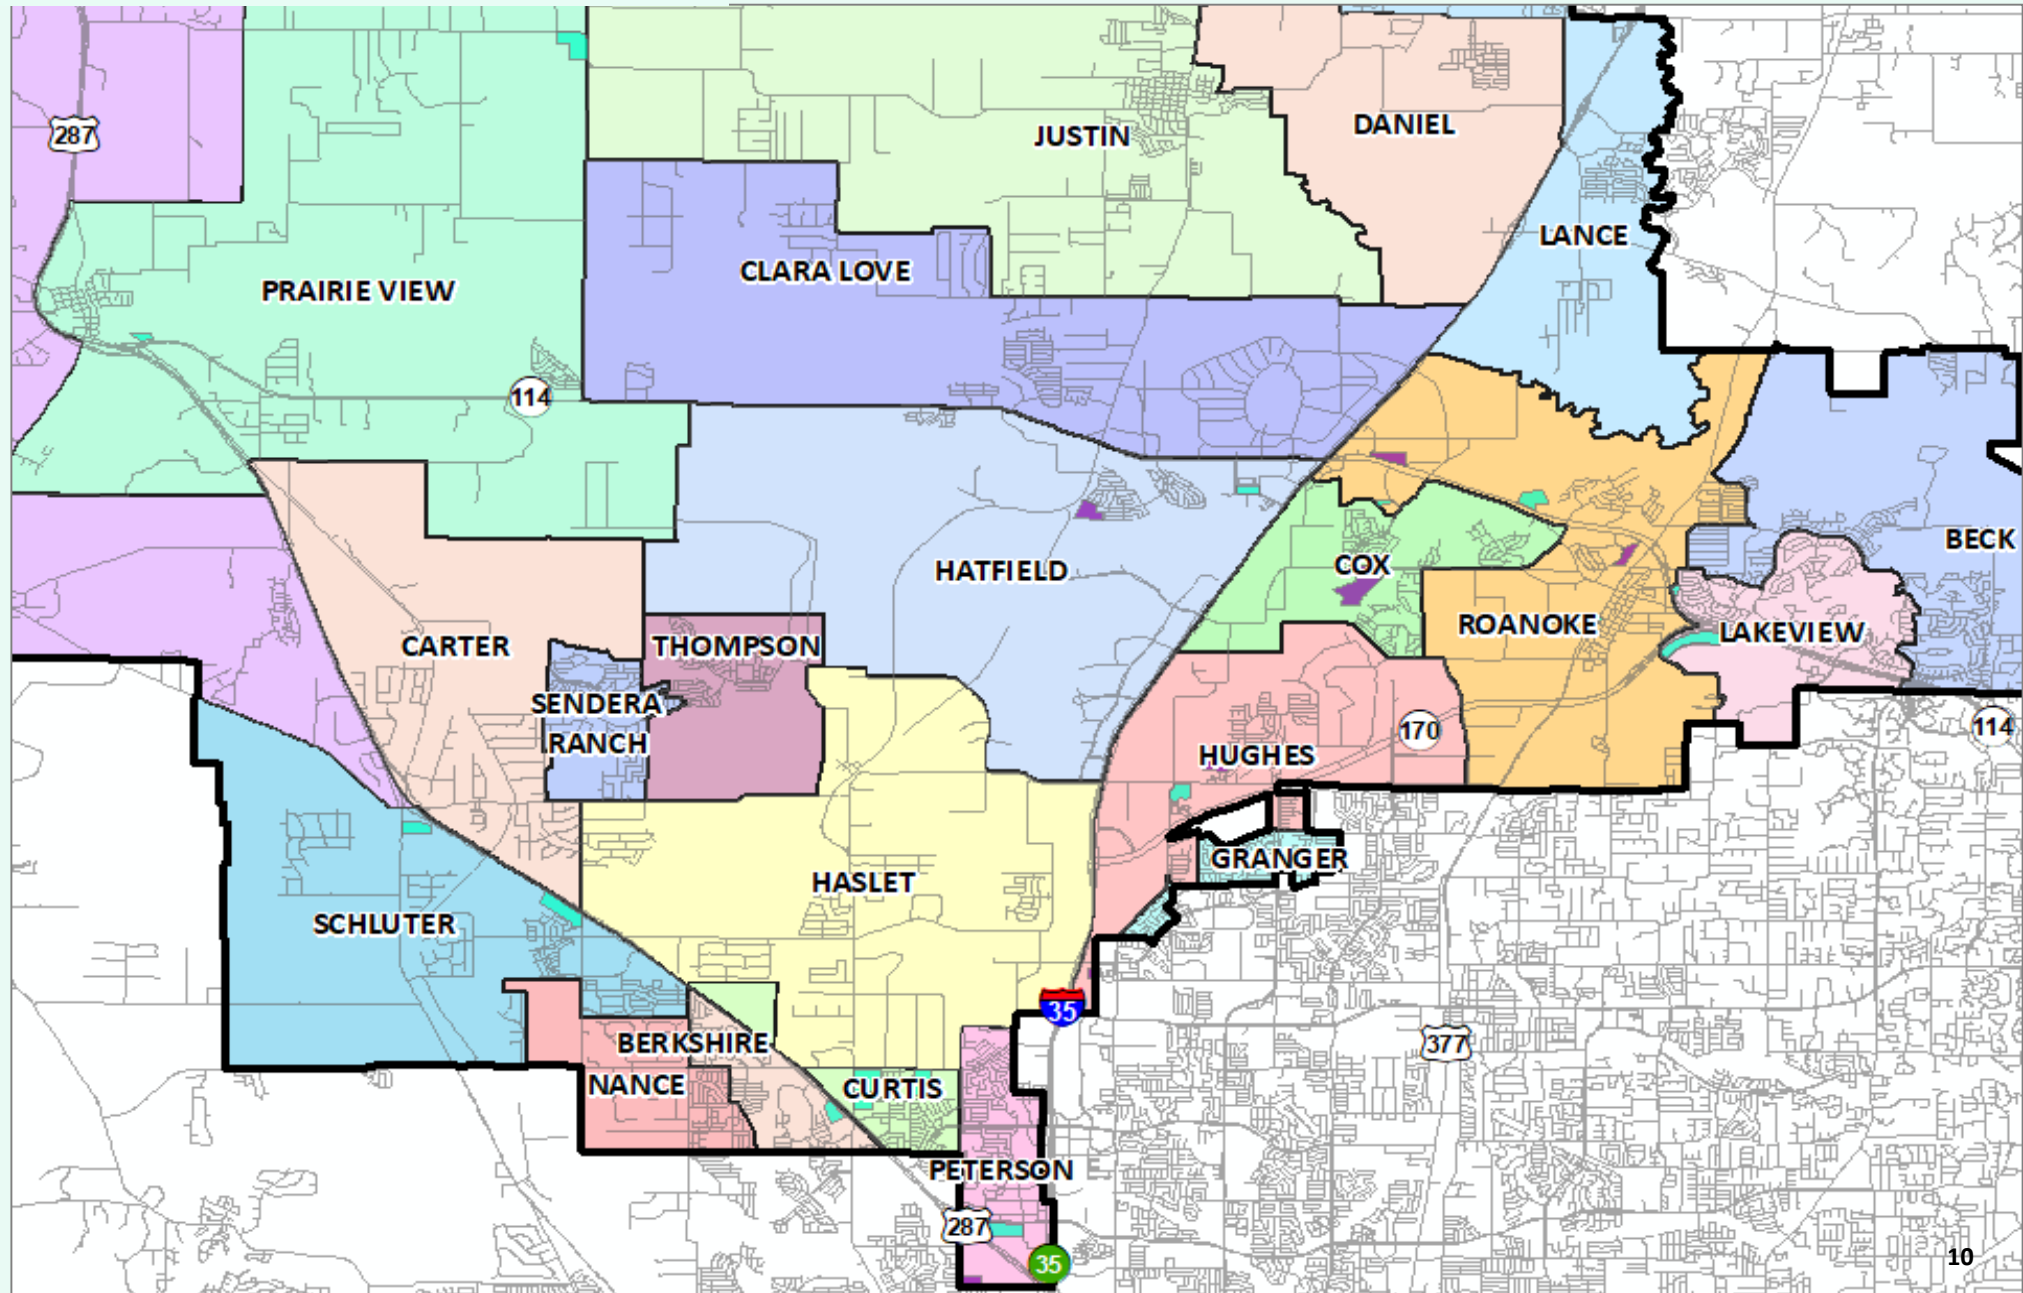 287
JUSTIN
DANIEL
LANCE
PRAIRIE VIEW
CLARA LOVE
114
HATFIELD
COX
BECK
CARTER
THOMPSON
ROANOKE
LAKEVIEW
SENDERA
RANCH
HUGHES
170
114
GRANGER
HASLET
SCHLUTER
35
BERKSHIRE
377
NANCE
CURTIS
PETERSON
287
35
10